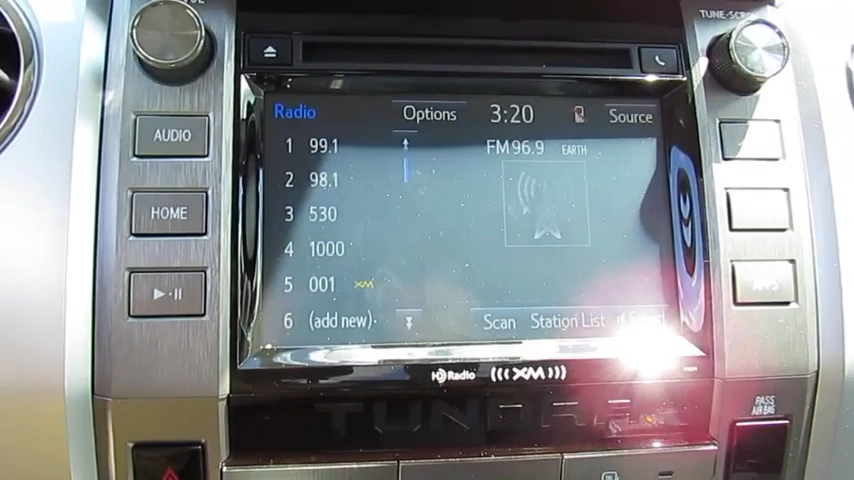 TUNE·SCROLL
AUDIO
HOME
Radio Options 3:20 Source
1 99.1
2 98.1
3 530
4 1000
5 001 XM
6 (add new)
FM 96.9 EARTH
Scan Station List Sound
APPS
HD Radio XM
TUNDRA
PASS
AIR BAG